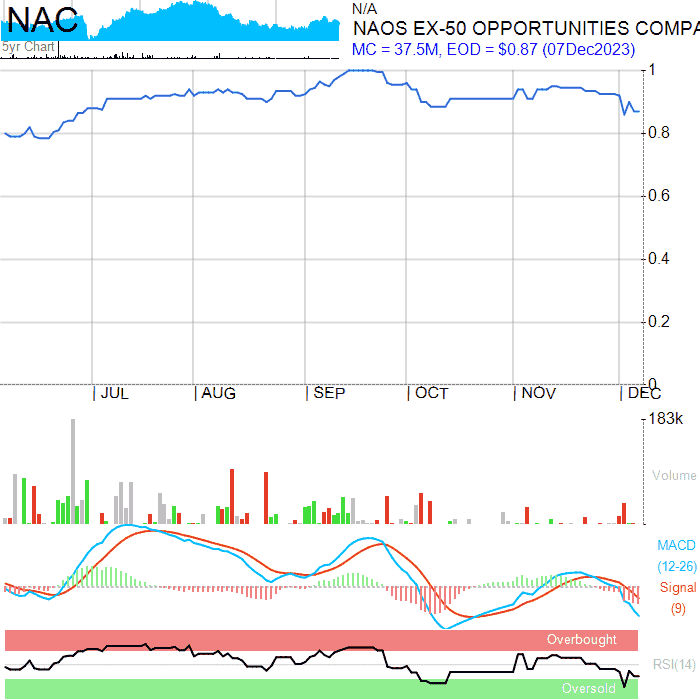 NAC
5yr Chart
N/A
NAOS EX-50 OPPORTUNITIES COMPA
MC = 37.5M, EOD = $0.87 (07Dec2023)
1
0.8
0.6
0.4
0.2
0
JUL AUG SEP OCT NOV DEC
183k
Volume
MACD
(12-26)
Signal
(9)
Overbought
RSI(14)
Oversold